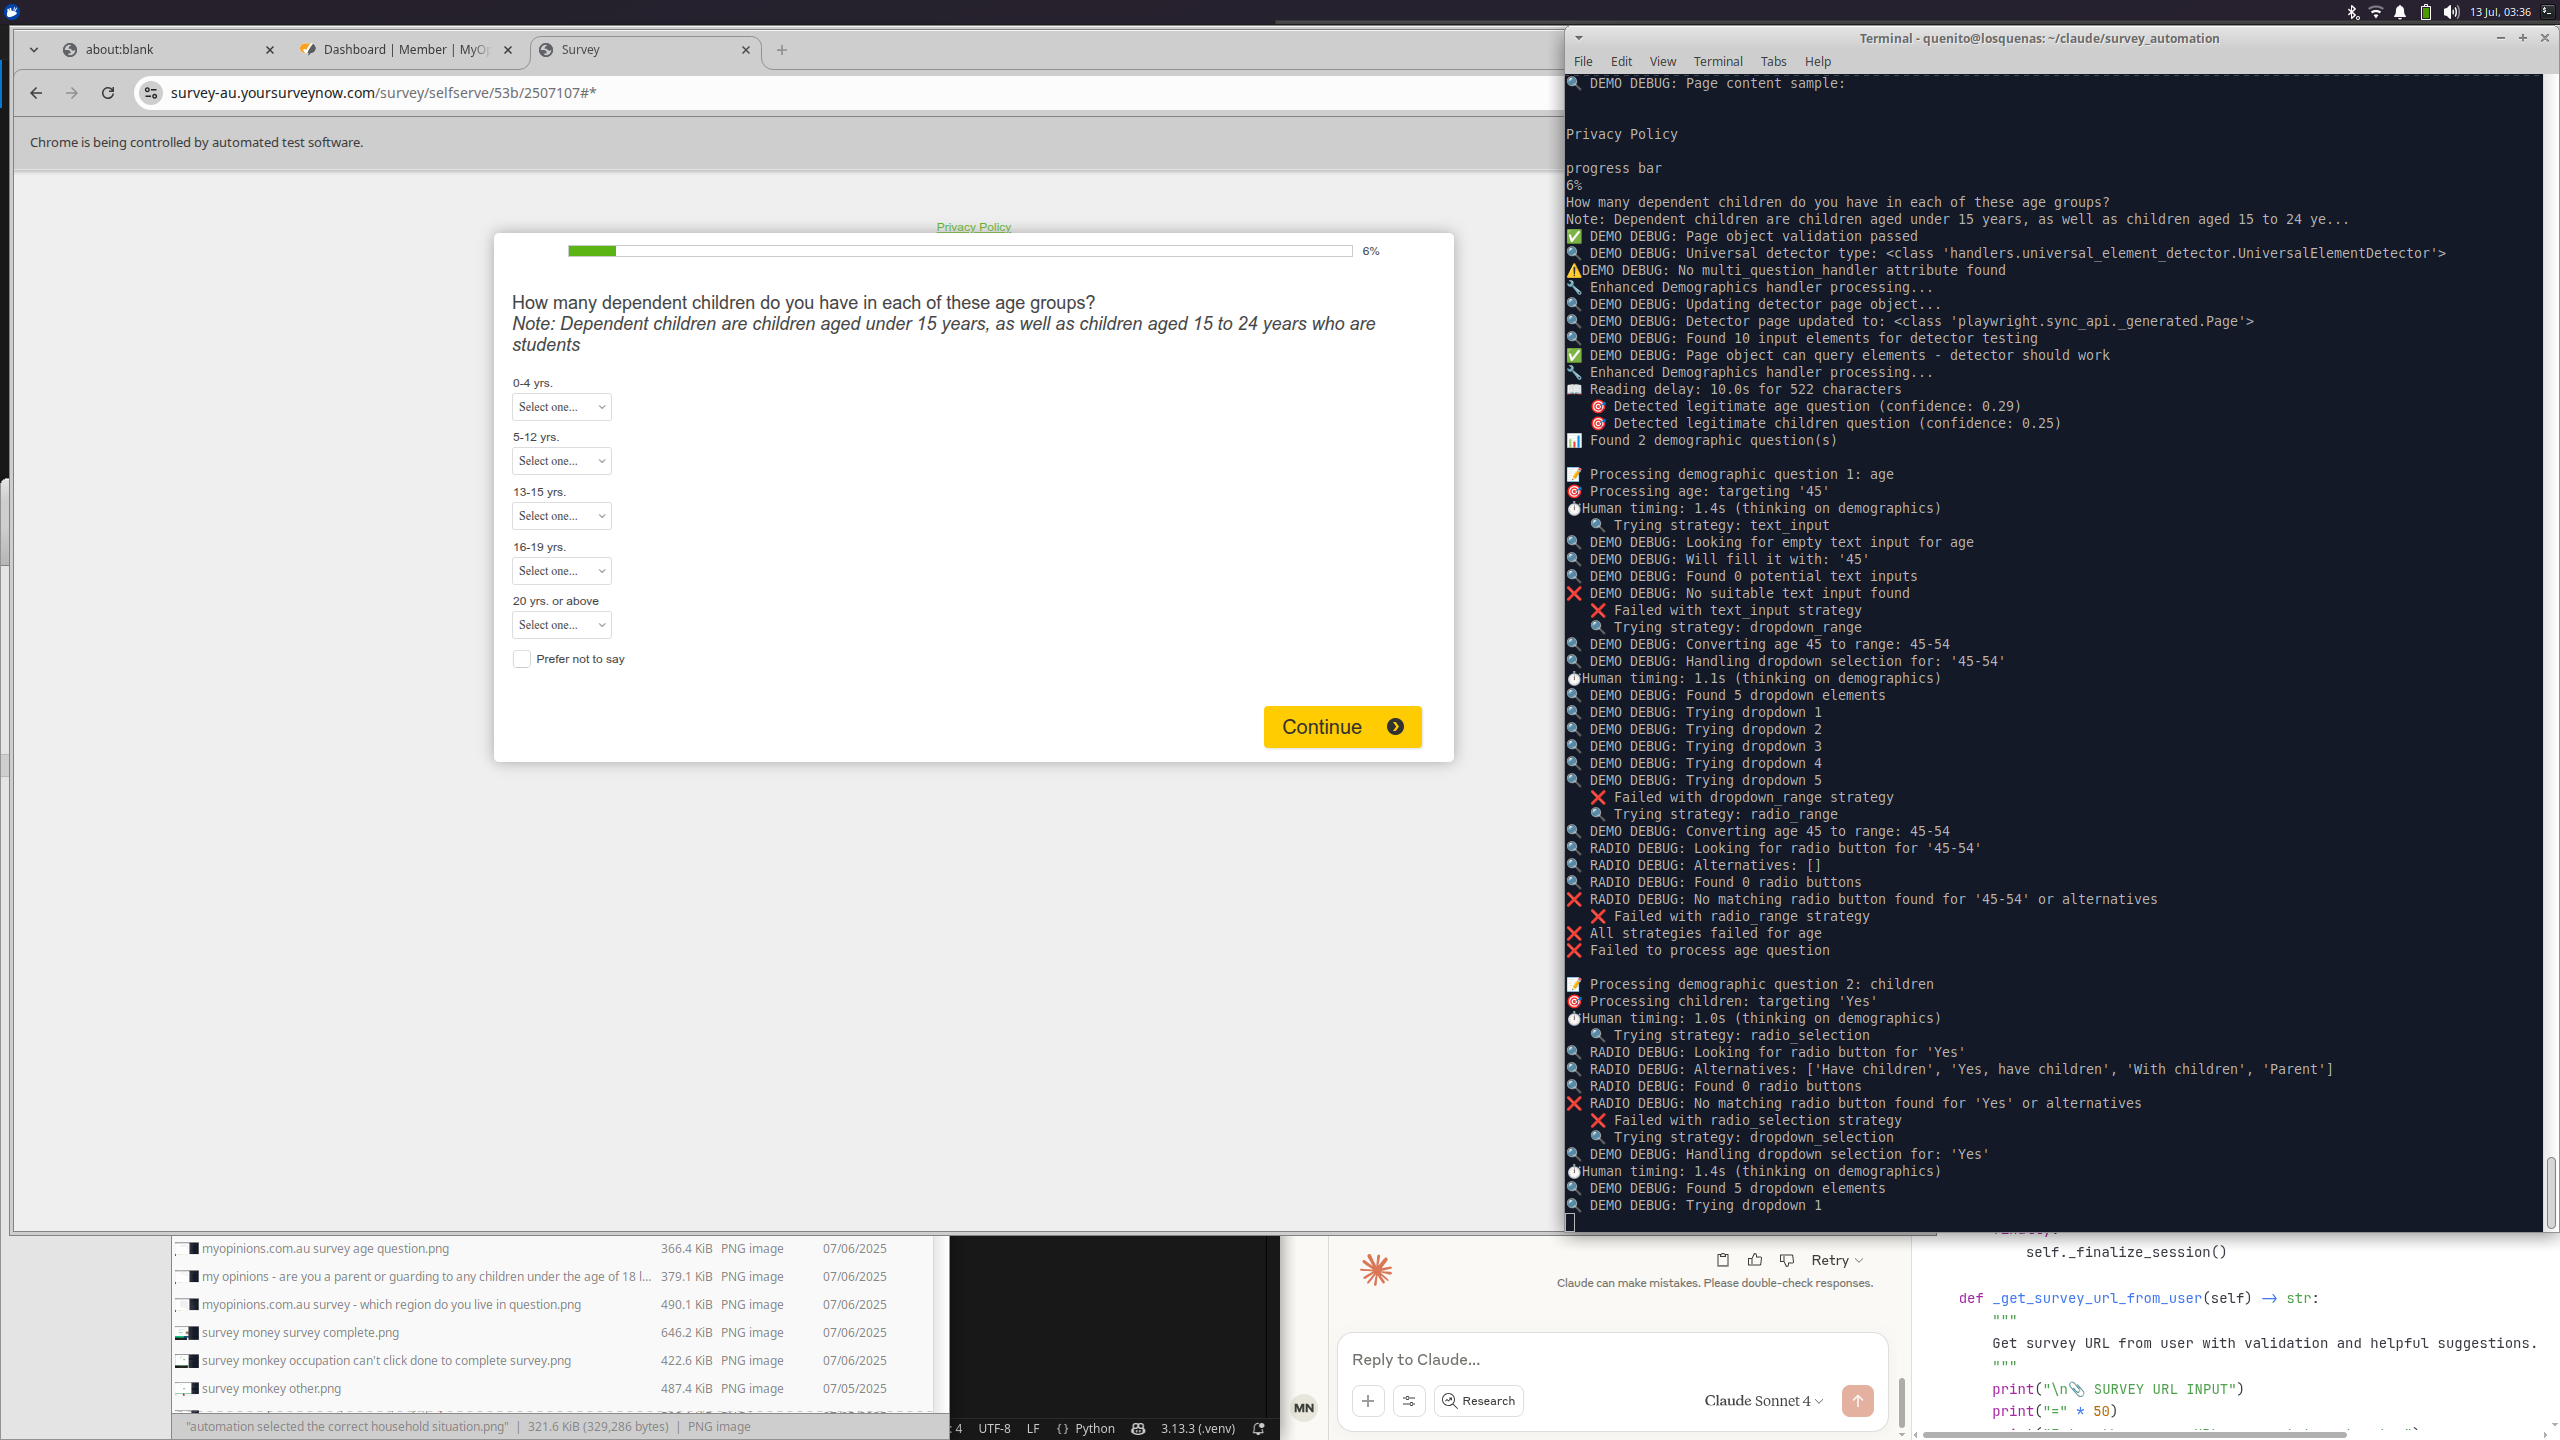 13 Jul, 03:36
about:blank
Dashboard | Member | MyOp
Survey
survey-au.yoursurveynow.com/survey/selfserve/53b/2507107#*
Chrome is being controlled by automated test software.
Privacy Policy
6%
How many dependent children do you have in each of these age groups?
Note: Dependent children are children aged under 15 years, as well as children aged 15 to 24 years who are
students
0-4 yrs.
Select one...
5-12 yrs.
Select one...
13-15 yrs.
Select one...
16-19 yrs.
Select one...
20 yrs. or above
Select one...
Prefer not to say
Continue
Terminal - quenito@losquenas: ~/claude/survey_automation
File Edit View Terminal Tabs Help
🔍 DEMO DEBUG: Page content sample:
Privacy Policy
progress bar
6%
How many dependent children do you have in each of these age groups?
Note: Dependent children are children aged under 15 years, as well as children aged 15 to 24 ye...
✅ DEMO DEBUG: Page object validation passed
🔍 DEMO DEBUG: Universal detector type: <class 'handlers.universal_element_detector.UniversalElementDetector'>
⚠️DEMO DEBUG: No multi_question_handler attribute found
🔧 Enhanced Demographics handler processing...
🔍 DEMO DEBUG: Updating detector page object...
🔍 DEMO DEBUG: Detector page updated to: <class 'playwright.sync_api._generated.Page'>
🔍 DEMO DEBUG: Found 10 input elements for detector testing
✅ DEMO DEBUG: Page object can query elements - detector should work
🔧 Enhanced Demographics handler processing...
📖 Reading delay: 10.0s for 522 characters
🎯 Detected legitimate age question (confidence: 0.29)
🎯 Detected legitimate children question (confidence: 0.25)
📊 Found 2 demographic question(s)
📝 Processing demographic question 1: age
🎯 Processing age: targeting '45'
⏱️Human timing: 1.4s (thinking on demographics)
🔍 Trying strategy: text_input
🔍 DEMO DEBUG: Looking for empty text input for age
🔍 DEMO DEBUG: Will fill it with: '45'
🔍 DEMO DEBUG: Found 0 potential text inputs
❌ DEMO DEBUG: No suitable text input found
❌ Failed with text_input strategy
🔍 Trying strategy: dropdown_range
🔍 DEMO DEBUG: Converting age 45 to range: 45-54
🔍 DEMO DEBUG: Handling dropdown selection for: '45-54'
⏱️Human timing: 1.1s (thinking on demographics)
🔍 DEMO DEBUG: Found 5 dropdown elements
🔍 DEMO DEBUG: Trying dropdown 1
🔍 DEMO DEBUG: Trying dropdown 2
🔍 DEMO DEBUG: Trying dropdown 3
🔍 DEMO DEBUG: Trying dropdown 4
🔍 DEMO DEBUG: Trying dropdown 5
❌ Failed with dropdown_range strategy
🔍 Trying strategy: radio_range
🔍 DEMO DEBUG: Converting age 45 to range: 45-54
🔍 RADIO DEBUG: Looking for radio button for '45-54'
🔍 RADIO DEBUG: Alternatives: []
🔍 RADIO DEBUG: Found 0 radio buttons
❌ RADIO DEBUG: No matching radio button found for '45-54' or alternatives
❌ Failed with radio_range strategy
❌ All strategies failed for age
❌ Failed to process age question
📝 Processing demographic question 2: children
🎯 Processing children: targeting 'Yes'
⏱️Human timing: 1.0s (thinking on demographics)
🔍 Trying strategy: radio_selection
🔍 RADIO DEBUG: Looking for radio button for 'Yes'
🔍 RADIO DEBUG: Alternatives: ['Have children', 'Yes, have children', 'With children', 'Parent']
🔍 RADIO DEBUG: Found 0 radio buttons
❌ RADIO DEBUG: No matching radio button found for 'Yes' or alternatives
❌ Failed with radio_selection strategy
🔍 Trying strategy: dropdown_selection
🔍 DEMO DEBUG: Handling dropdown selection for: 'Yes'
⏱️Human timing: 1.4s (thinking on demographics)
🔍 DEMO DEBUG: Found 5 dropdown elements
🔍 DEMO DEBUG: Trying dropdown 1
myopinions.com.au survey age question.png 366.4 KiB PNG image 07/06/2025
my opinions - are you a parent or guarding to any children under the age of 18 l... 379.1 KiB PNG image 07/06/2025
myopinions.com.au survey - which region do you live in question.png 490.1 KiB PNG image 07/06/2025
survey money survey complete.png 646.2 KiB PNG image 07/06/2025
survey monkey occupation can't click done to complete survey.png 422.6 KiB PNG image 07/06/2025
survey monkey other.png 487.4 KiB PNG image 07/05/2025
"automation selected the correct household situation.png" | 321.6 KiB (329,286 bytes) | PNG image
: 4 UTF-8 LF {} Python 3.13.3 (.venv)
MN
Retry
Claude can make mistakes. Please double-check responses.
Reply to Claude...
Research
Claude Sonnet 4
self._finalize_session()
def _get_survey_url_from_user(self) -> str:
"""
Get survey URL from user with validation and helpful suggestions.
"""
print("\n📎 SURVEY URL INPUT")
print("=" * 50)